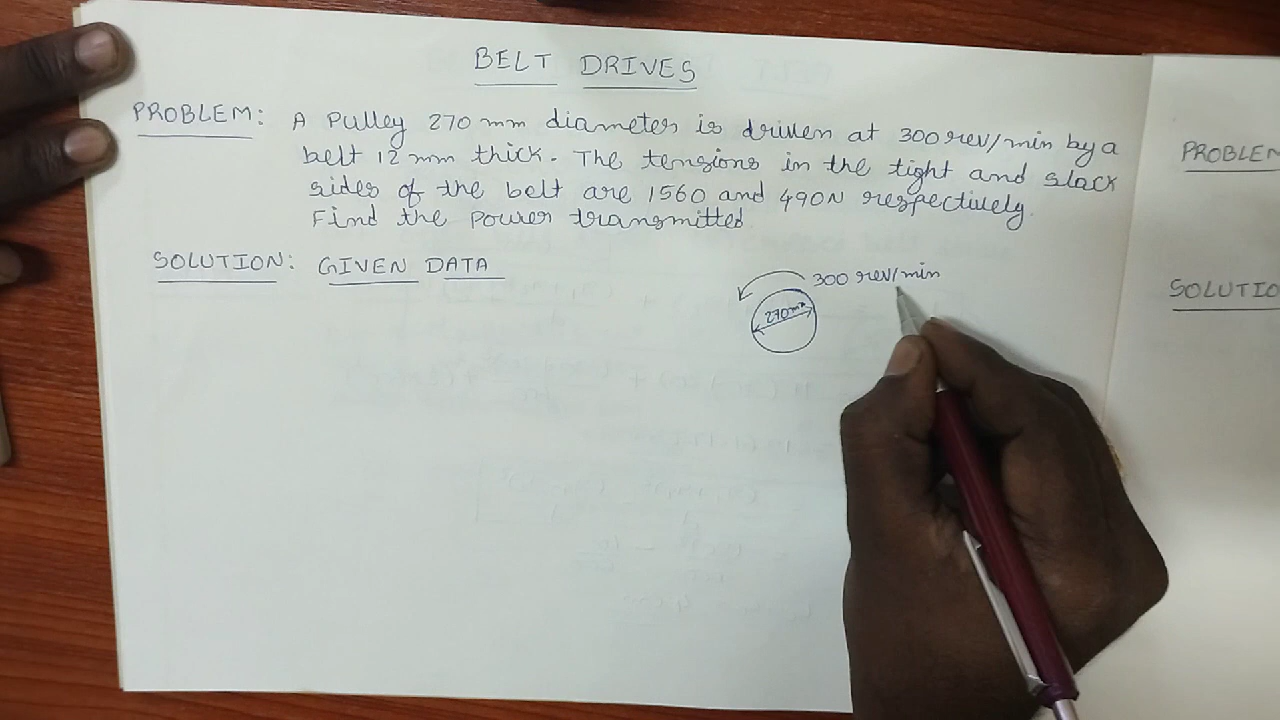 BELT DRIVES
PROBLEM: A Pulley 270 mm diameter is driven at 300 rev/min by a
belt 12 mm thick. The tensions in the tight and slack
sides of the belt are 1560 and 490N respectively.
Find the Power transmitted
SOLUTION: GIVEN DATA
300 rev/min
270mm
PROBLEM
SOLUTIO